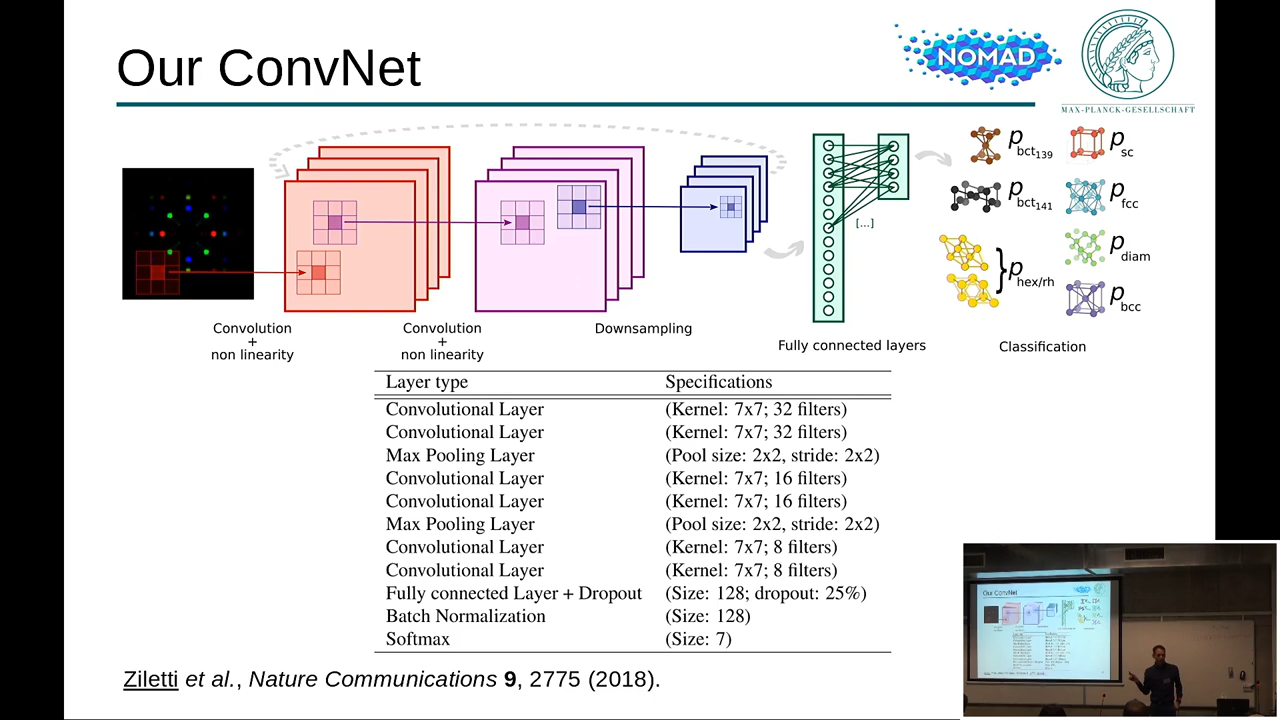 Our ConvNet
NOMAD
MAX-PLANCK-GESELLSCHAFT
Convolution
+
non linearity
Convolution
+
non linearity
Downsampling
[...]
Fully connected layers
p bct139
p sc
p bct141
p fcc
p hex/rh
p diam
p bcc
Classification
Layer type Specifications
Convolutional Layer (Kernel: 7x7; 32 filters)
Convolutional Layer (Kernel: 7x7; 32 filters)
Max Pooling Layer (Pool size: 2x2, stride: 2x2)
Convolutional Layer (Kernel: 7x7; 16 filters)
Convolutional Layer (Kernel: 7x7; 16 filters)
Max Pooling Layer (Pool size: 2x2, stride: 2x2)
Convolutional Layer (Kernel: 7x7; 8 filters)
Convolutional Layer (Kernel: 7x7; 8 filters)
Fully connected Layer + Dropout (Size: 128; dropout: 25%)
Batch Normalization (Size: 128)
Softmax (Size: 7)
Ziletti et al., Nature Communications 9, 2775 (2018).
Our ConvNet